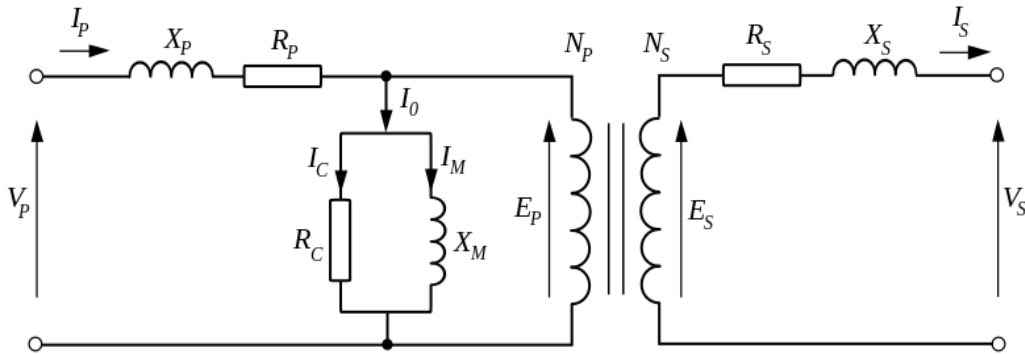 I_P
X_P
R_P
N_P
N_S
R_S
X_S
I_S
I_0
I_C
I_M
V_P
R_C
X_M
E_P
E_S
V_S